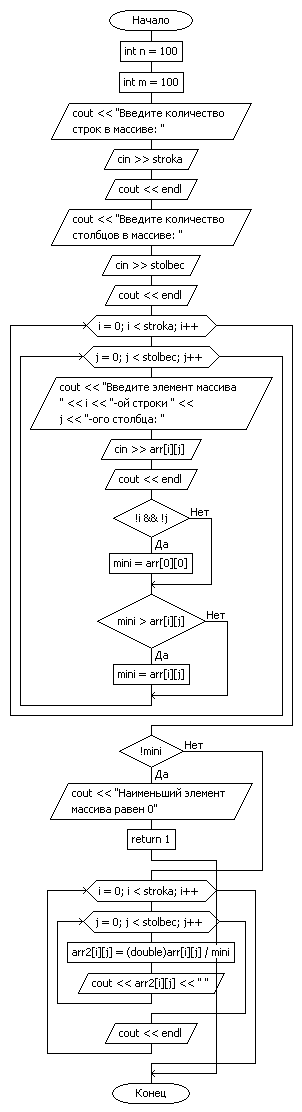 Начало
int n = 100
int m = 100
cout << "Введите количество
строк в массиве: "
cin >> stroka
cout << endl
cout << "Введите количество
столбцов в массиве: "
cin >> stolbec
cout << endl
i = 0; i < stroka; i++
j = 0; j < stolbec; j++
cout << "Введите элемент массива
" << i << "-ой строки " <<
j << "-ого столбца: "
cin >> arr[i][j]
cout << endl
!i && !j
Нет
Да
mini = arr[0][0]
mini > arr[i][j]
Нет
Да
mini = arr[i][j]
!mini
Нет
Да
cout << "Наименьший элемент
массива равен 0"
return 1
i = 0; i < stroka; i++
j = 0; j < stolbec; j++
arr2[i][j] = (double)arr[i][j] / mini
cout << arr2[i][j] << " "
cout << endl
Конец